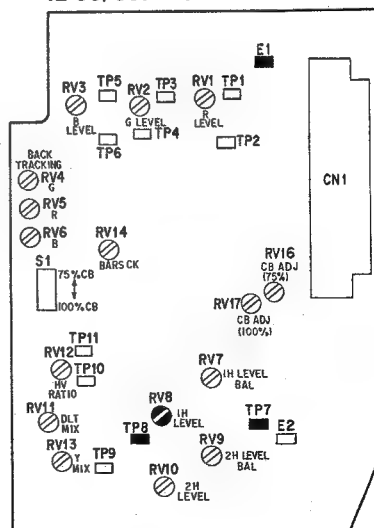 E1
RV3 TP5 RV2 TP3 RV1 TP1
B LEVEL
G LEVEL
R LEVEL
TP6
TP4
TP2
BACK TRACKING
RV4
G
RV5
R
RV6
B
CN1
RV14
BARS CK
S1
75%CB
100%CB
RV16
CB ADJ
(75%)
RV17
CB ADJ
(100%)
TP11
RV12
TP10
HV RATIO
RV7
1H LEVEL
BAL
RV11
DLT
MIX
RV8
1H
LEVEL
TP8
TP7
E2
RV13
Y
MIX
TP9
RV9
2H LEVEL
BAL
RV10
2H
LEVEL